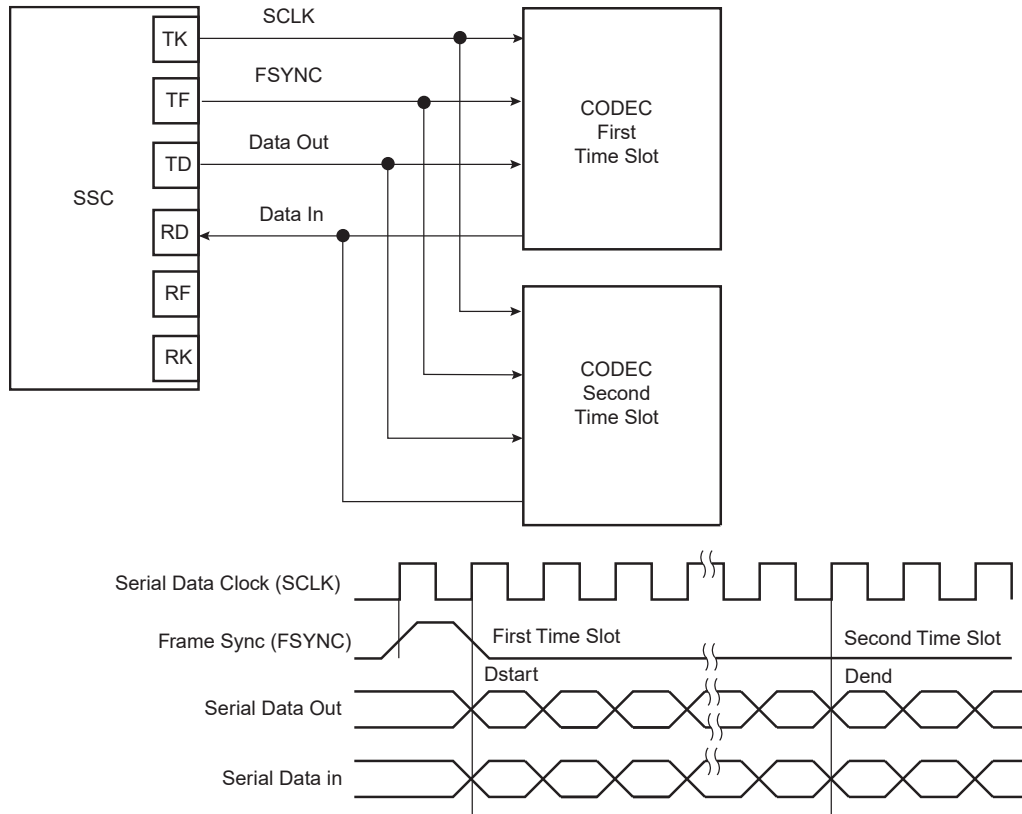 SCLK
TK
FSYNC
TF
CODEC
First
Time Slot
Data Out
TD
SSC
Data In
RD
RF
RK
CODEC
Second
Time Slot
Serial Data Clock (SCLK)
Frame Sync (FSYNC)
First Time Slot
Second Time Slot
Dstart
Dend
Serial Data Out
Serial Data in